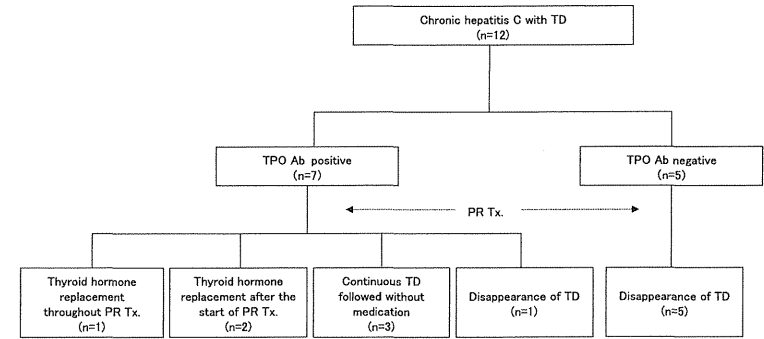 Chronic hepatitis C with TD
(n=12)
TPO Ab positive
(n=7)
TPO Ab negative
(n=5)
PR Tx.
Thyroid hormone
replacement
throughout PR Tx.
(n=1)
Thyroid hormone
replacement after the
start of PR Tx.
(n=2)
Continuous TD
followed without
medication
(n=3)
Disappearance of TD
(n=1)
Disappearance of TD
(n=5)